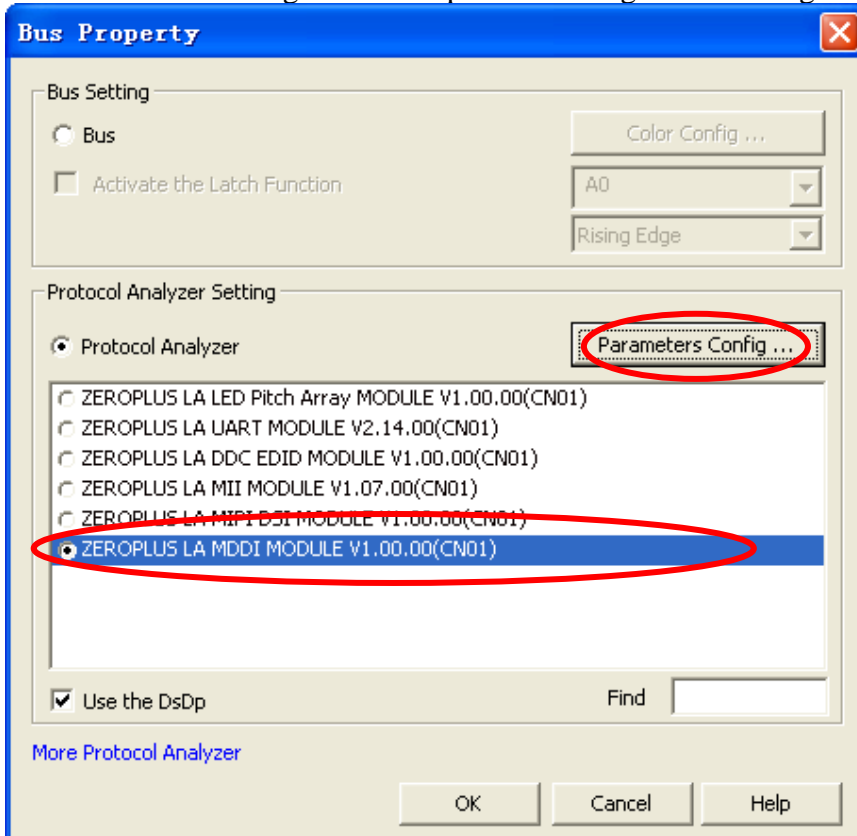 Bus Property
Bus Setting
Bus
Color Config ...
Activate the Latch Function
A0
Rising Edge
Protocol Analyzer Setting
Protocol Analyzer
Parameters Config ...
ZEROPLUS LA LED Pitch Array MODULE V1.00.00(CN01)
ZEROPLUS LA UART MODULE V2.14.00(CN01)
ZEROPLUS LA DDC EDID MODULE V1.00.00(CN01)
ZEROPLUS LA MII MODULE V1.07.00(CN01)
ZEROPLUS LA MIPI DSI MODULE V1.00.00(CN01)
ZEROPLUS LA MDDI MODULE V1.00.00(CN01)
Use the DsDp
Find
More Protocol Analyzer
OK
Cancel
Help